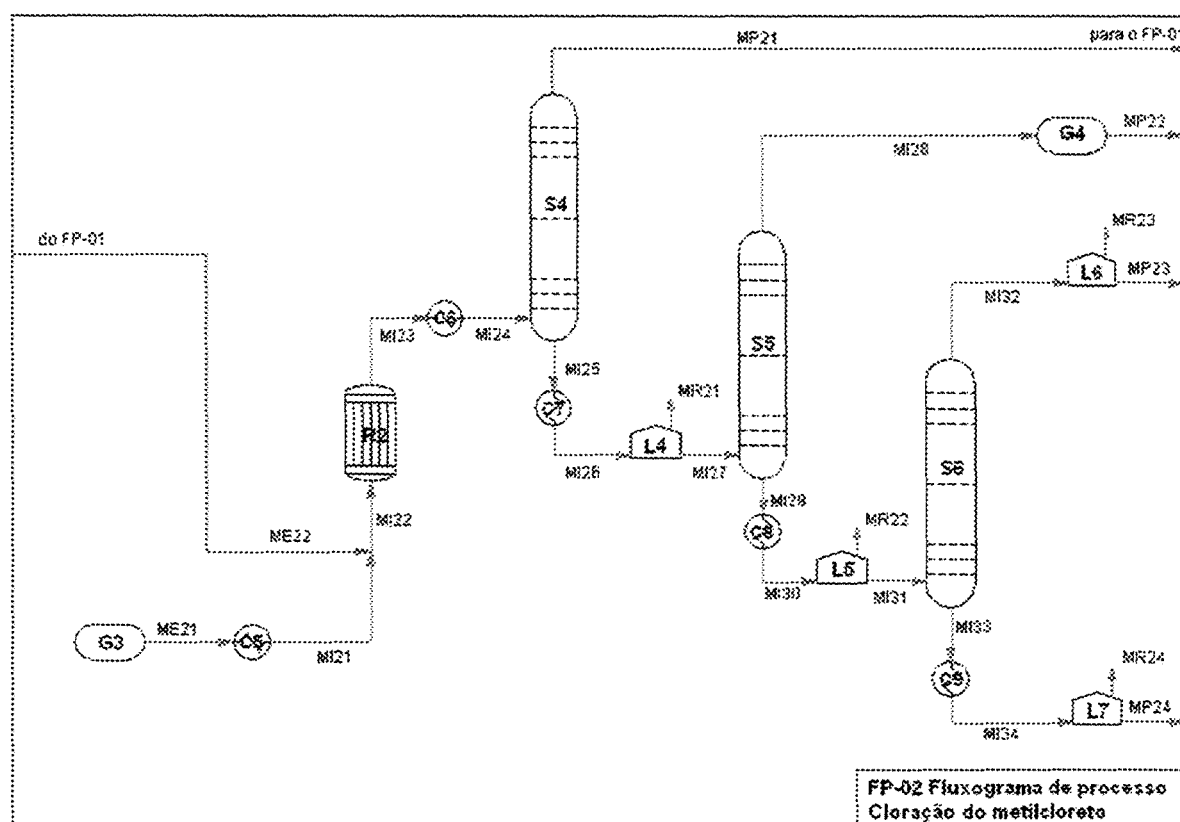 MP21
para o FP-01
MI28
G4
MP22
S4
do FP-01
MR23
L6
MP23
MI32
MI23
C6
MI24
S5
MI25
R2
C7
MR21
L4
MI26
MI27
S6
MI22
MI29
ME22
C8
MR22
L5
MI30
MI31
G3
ME21
C5
MI21
MI33
C9
MR24
L7
MP24
MI34
FP-02 Fluxograma de processo
Cloração do metilcloreto